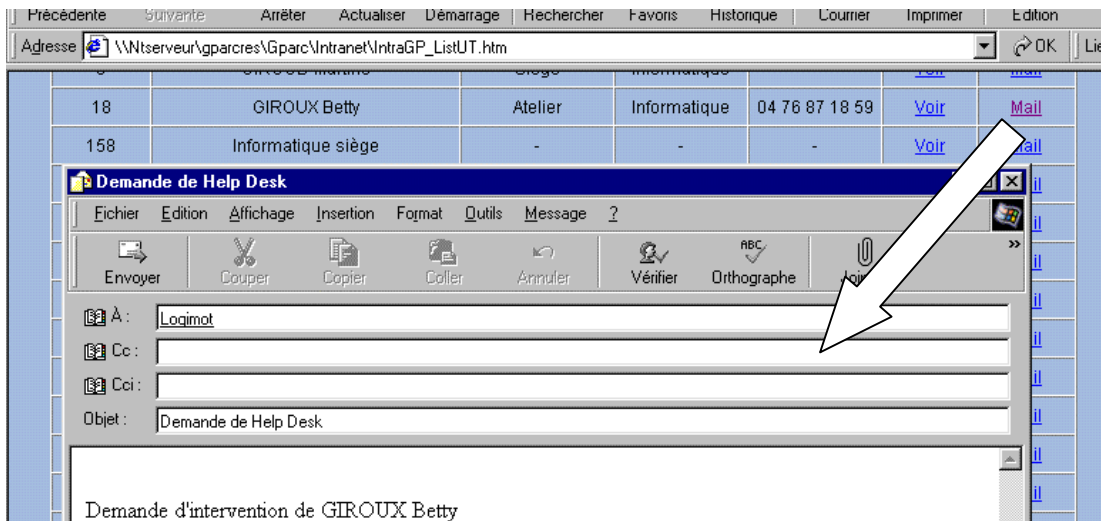 Précédente Suivante Arrêter Actualiser Démarrage Rechercher Favoris Historique Courrier Imprimer Edition
Adresse \\Ntserveur\gparcres\Gparc\Intranet\IntraGP_ListUT.htm OK
18 GIROUX Betty Atelier Informatique 04 76 87 18 59 Voir Mail
158 Informatique siège - - - Voir
Demande de Help Desk
Fichier Edition Affichage Insertion Format Outils Message ?
Envoyer Couper Copier Coller Annuler Vérifier Orthographe »
À : Logimot
Cc :
Cci :
Objet : Demande de Help Desk
Demande d'intervention de GIROUX Betty